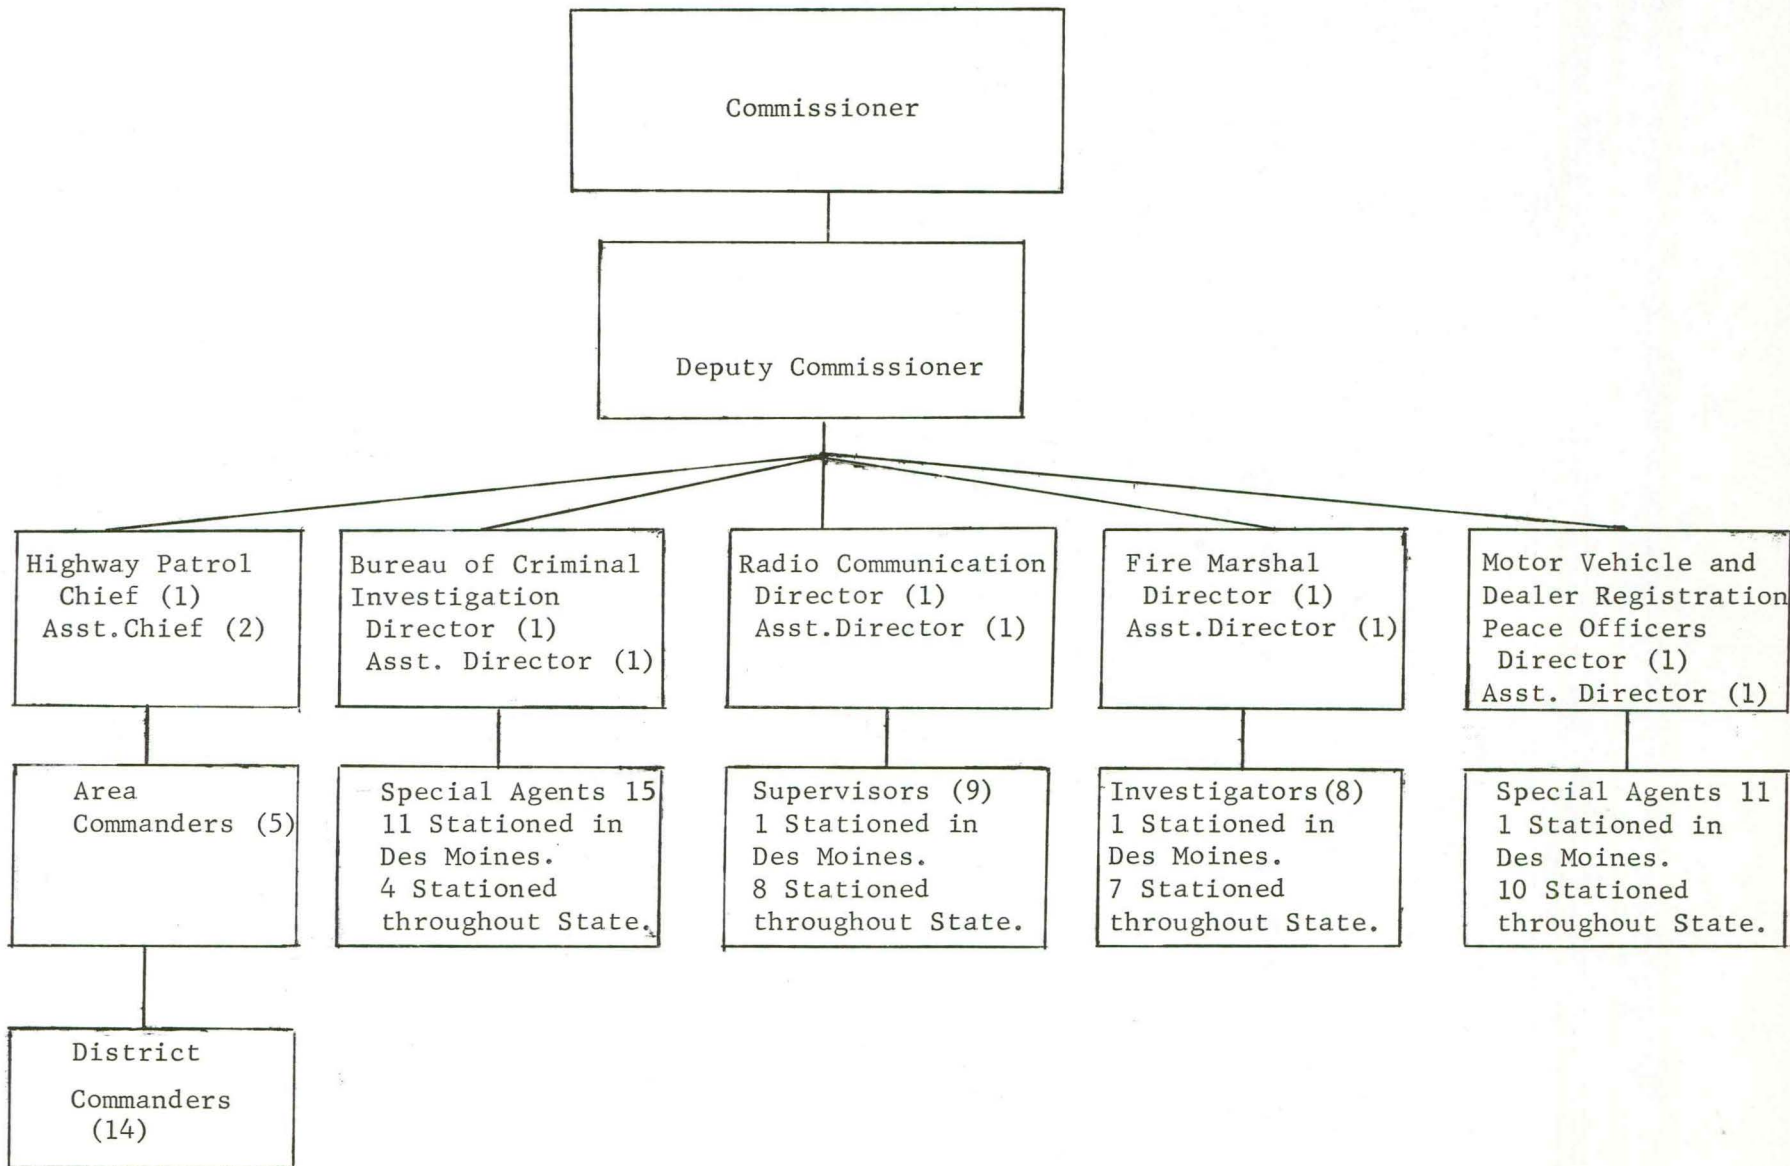 Commissioner
Deputy Commissioner
Highway Patrol
Chief (1)
Asst.Chief (2)
Bureau of Criminal
Investigation
Director (1)
Asst. Director (1)
Radio Communication
Director (1)
Asst.Director (1)
Fire Marshal
Director (1)
Asst.Director (1)
Motor Vehicle and
Dealer Registration
Peace Officers
Director (1)
Asst. Director (1)
Area
Commanders (5)
Special Agents 15
11 Stationed in
Des Moines.
4 Stationed
throughout State.
Supervisors (9)
1 Stationed in
Des Moines.
8 Stationed
throughout State.
Investigators(8)
1 Stationed in
Des Moines.
7 Stationed
throughout State.
Special Agents 11
1 Stationed in
Des Moines.
10 Stationed
throughout State.
District
Commanders
(14)